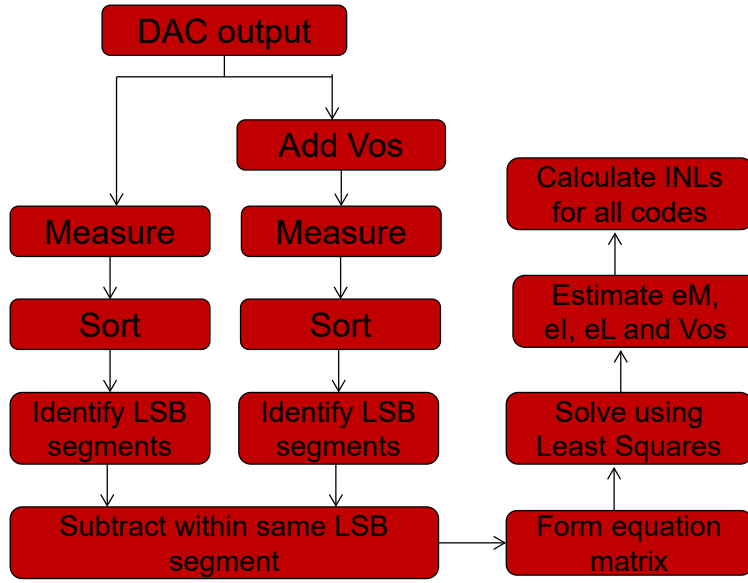 DAC output
Add Vos
Measure
Measure
Sort
Sort
Identify LSB
segments
Identify LSB
segments
Subtract within same LSB
segment
Form equation
matrix
Solve using
Least Squares
Estimate eM,
eI, eL and Vos
Calculate INLs
for all codes